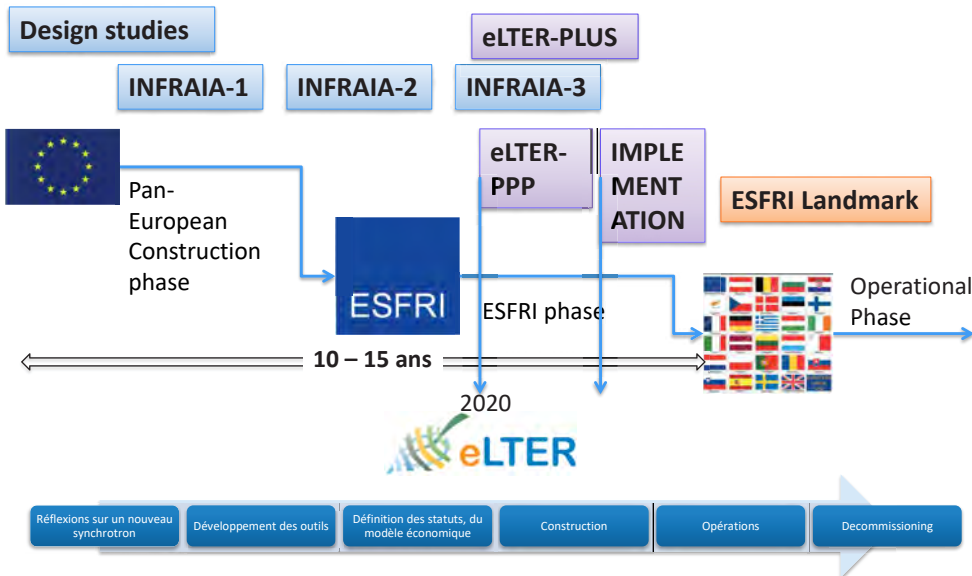 Design studies
eLTER-PLUS
INFRAIA-1
INFRAIA-2
INFRAIA-3
eLTER-
PPP
IMPLE
MENT
ATION
Pan-
European
Construction
phase
ESFRI Landmark
ESFRI
ESFRI phase
Operational
Phase
10 – 15 ans
2020
eLTER
Réflexions sur un nouveau
synchrotron
Développement des outils
Définition des statuts, du
modèle économique
Construction
Opérations
Decommissioning